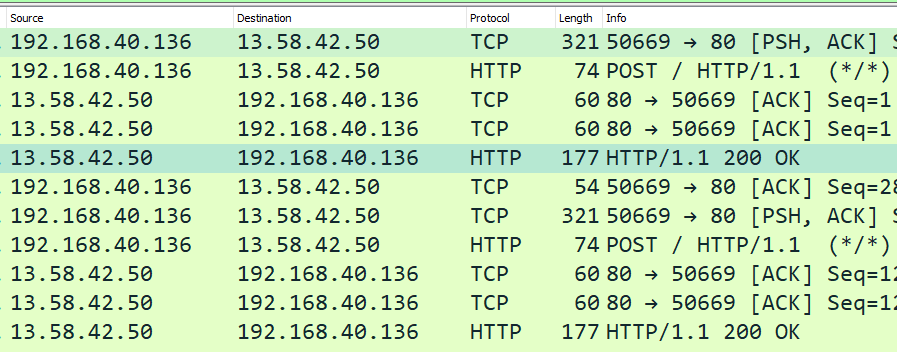 Source Destination Protocol Length Info
192.168.40.136 13.58.42.50 TCP 321 50669 → 80 [PSH, ACK] S
192.168.40.136 13.58.42.50 HTTP 74 POST / HTTP/1.1 (*/*)
13.58.42.50 192.168.40.136 TCP 60 80 → 50669 [ACK] Seq=1
13.58.42.50 192.168.40.136 TCP 60 80 → 50669 [ACK] Seq=1
13.58.42.50 192.168.40.136 HTTP 177 HTTP/1.1 200 OK
192.168.40.136 13.58.42.50 TCP 54 50669 → 80 [ACK] Seq=28
192.168.40.136 13.58.42.50 TCP 321 50669 → 80 [PSH, ACK] S
192.168.40.136 13.58.42.50 HTTP 74 POST / HTTP/1.1 (*/*)
13.58.42.50 192.168.40.136 TCP 60 80 → 50669 [ACK] Seq=12
13.58.42.50 192.168.40.136 TCP 60 80 → 50669 [ACK] Seq=12
13.58.42.50 192.168.40.136 HTTP 177 HTTP/1.1 200 OK